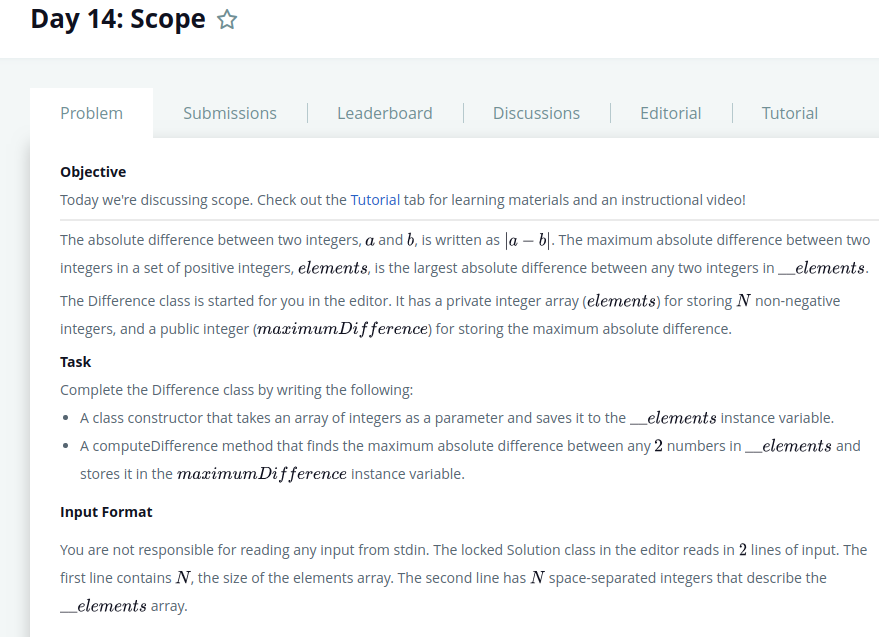 Day 14: Scope
Problem
Submissions
Leaderboard
Discussions
Editorial
Tutorial
Objective
Today we're discussing scope. Check out the Tutorial tab for learning materials and an instructional video!
The absolute difference between two integers, a and b, is written as |a − b|. The maximum absolute difference between two
integers in a set of positive integers, elements, is the largest absolute difference between any two integers in __elements.
The Difference class is started for you in the editor. It has a private integer array (elements) for storing N non-negative
integers, and a public integer (maximumDifference) for storing the maximum absolute difference.
Task
Complete the Difference class by writing the following:
• A class constructor that takes an array of integers as a parameter and saves it to the __elements instance variable.
• A computeDifference method that finds the maximum absolute difference between any 2 numbers in __elements and
stores it in the maximumDifference instance variable.
Input Format
You are not responsible for reading any input from stdin. The locked Solution class in the editor reads in 2 lines of input. The
first line contains N, the size of the elements array. The second line has N space-separated integers that describe the
__elements array.